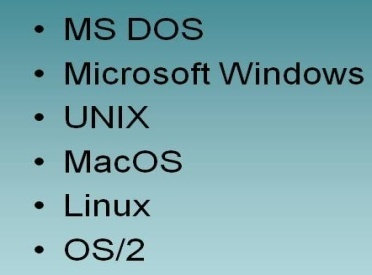 • MS DOS
• Microsoft Windows
• UNIX
• MacOS
• Linux
• OS/2